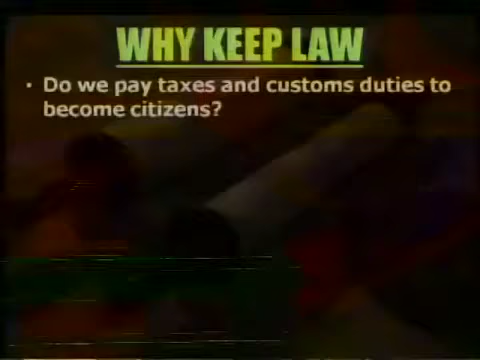 WHY KEEP LAW
• Do we pay taxes and customs duties to
become citizens?